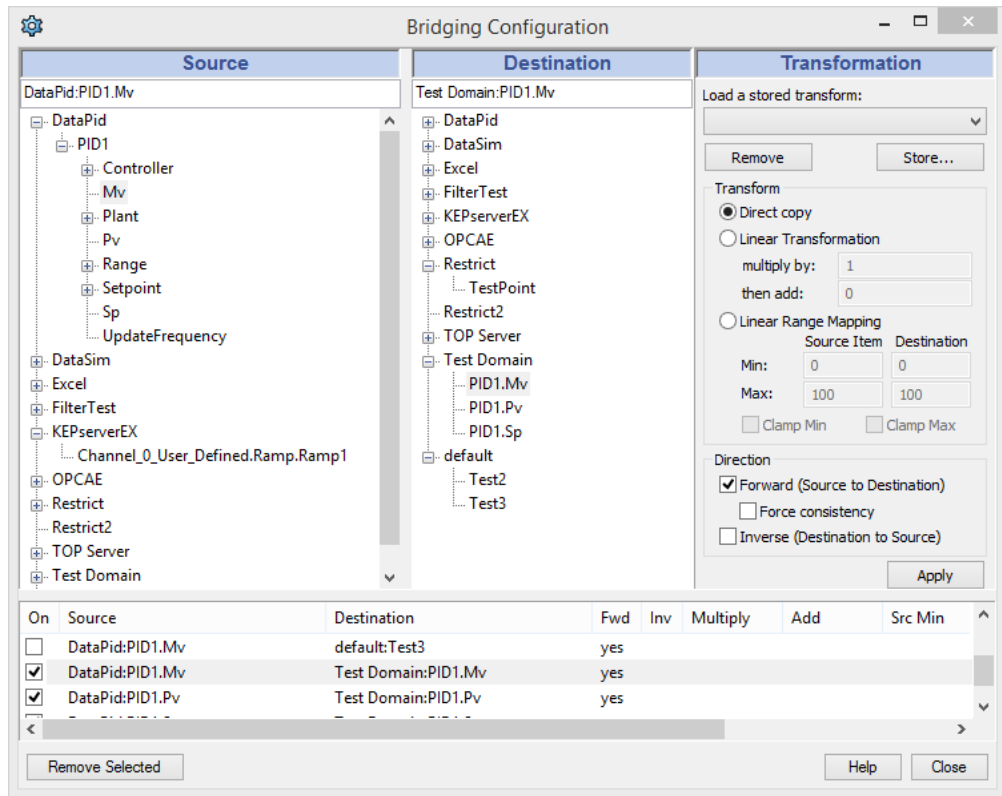 Bridging Configuration
Source
Destination
Transformation
DataPid:PID1.Mv
Test Domain:PID1.Mv
DataPid
PID1
Controller
Mv
Plant
Pv
Range
Setpoint
Sp
UpdateFrequency
DataSim
Excel
FilterTest
KEPserverEX
Channel_0_User_Defined.Ramp.Ramp1
OPCAE
Restrict
Restrict2
TOP Server
Test Domain
DataPid
DataSim
Excel
FilterTest
KEPserverEX
OPCAE
Restrict
TestPoint
Restrict2
TOP Server
Test Domain
PID1.Mv
PID1.Pv
PID1.Sp
default
Test2
Test3
Load a stored transform:
Remove Store...
Transform
Direct copy
Linear Transformation
multiply by: 1
then add: 0
Linear Range Mapping
Source Item Destination
Min: 0 0
Max: 100 100
Clamp Min Clamp Max
Direction
Forward (Source to Destination)
Force consistency
Inverse (Destination to Source)
Apply
On Source Destination Fwd Inv Multiply Add Src Min
DataPid:PID1.Mv default:Test3 yes
DataPid:PID1.Mv Test Domain:PID1.Mv yes
DataPid:PID1.Pv Test Domain:PID1.Pv yes
Remove Selected Help Close